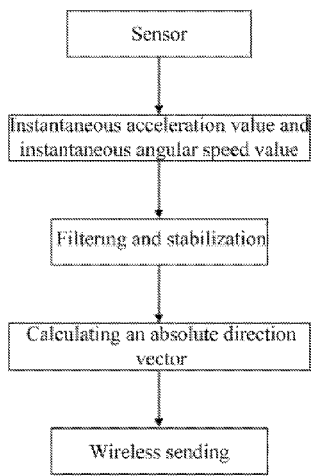 Sensor
Instantaneous acceleration value and
instantaneous angular speed value
Filtering and stabilization
Calculating an absolute direction
vector
Wireless sending